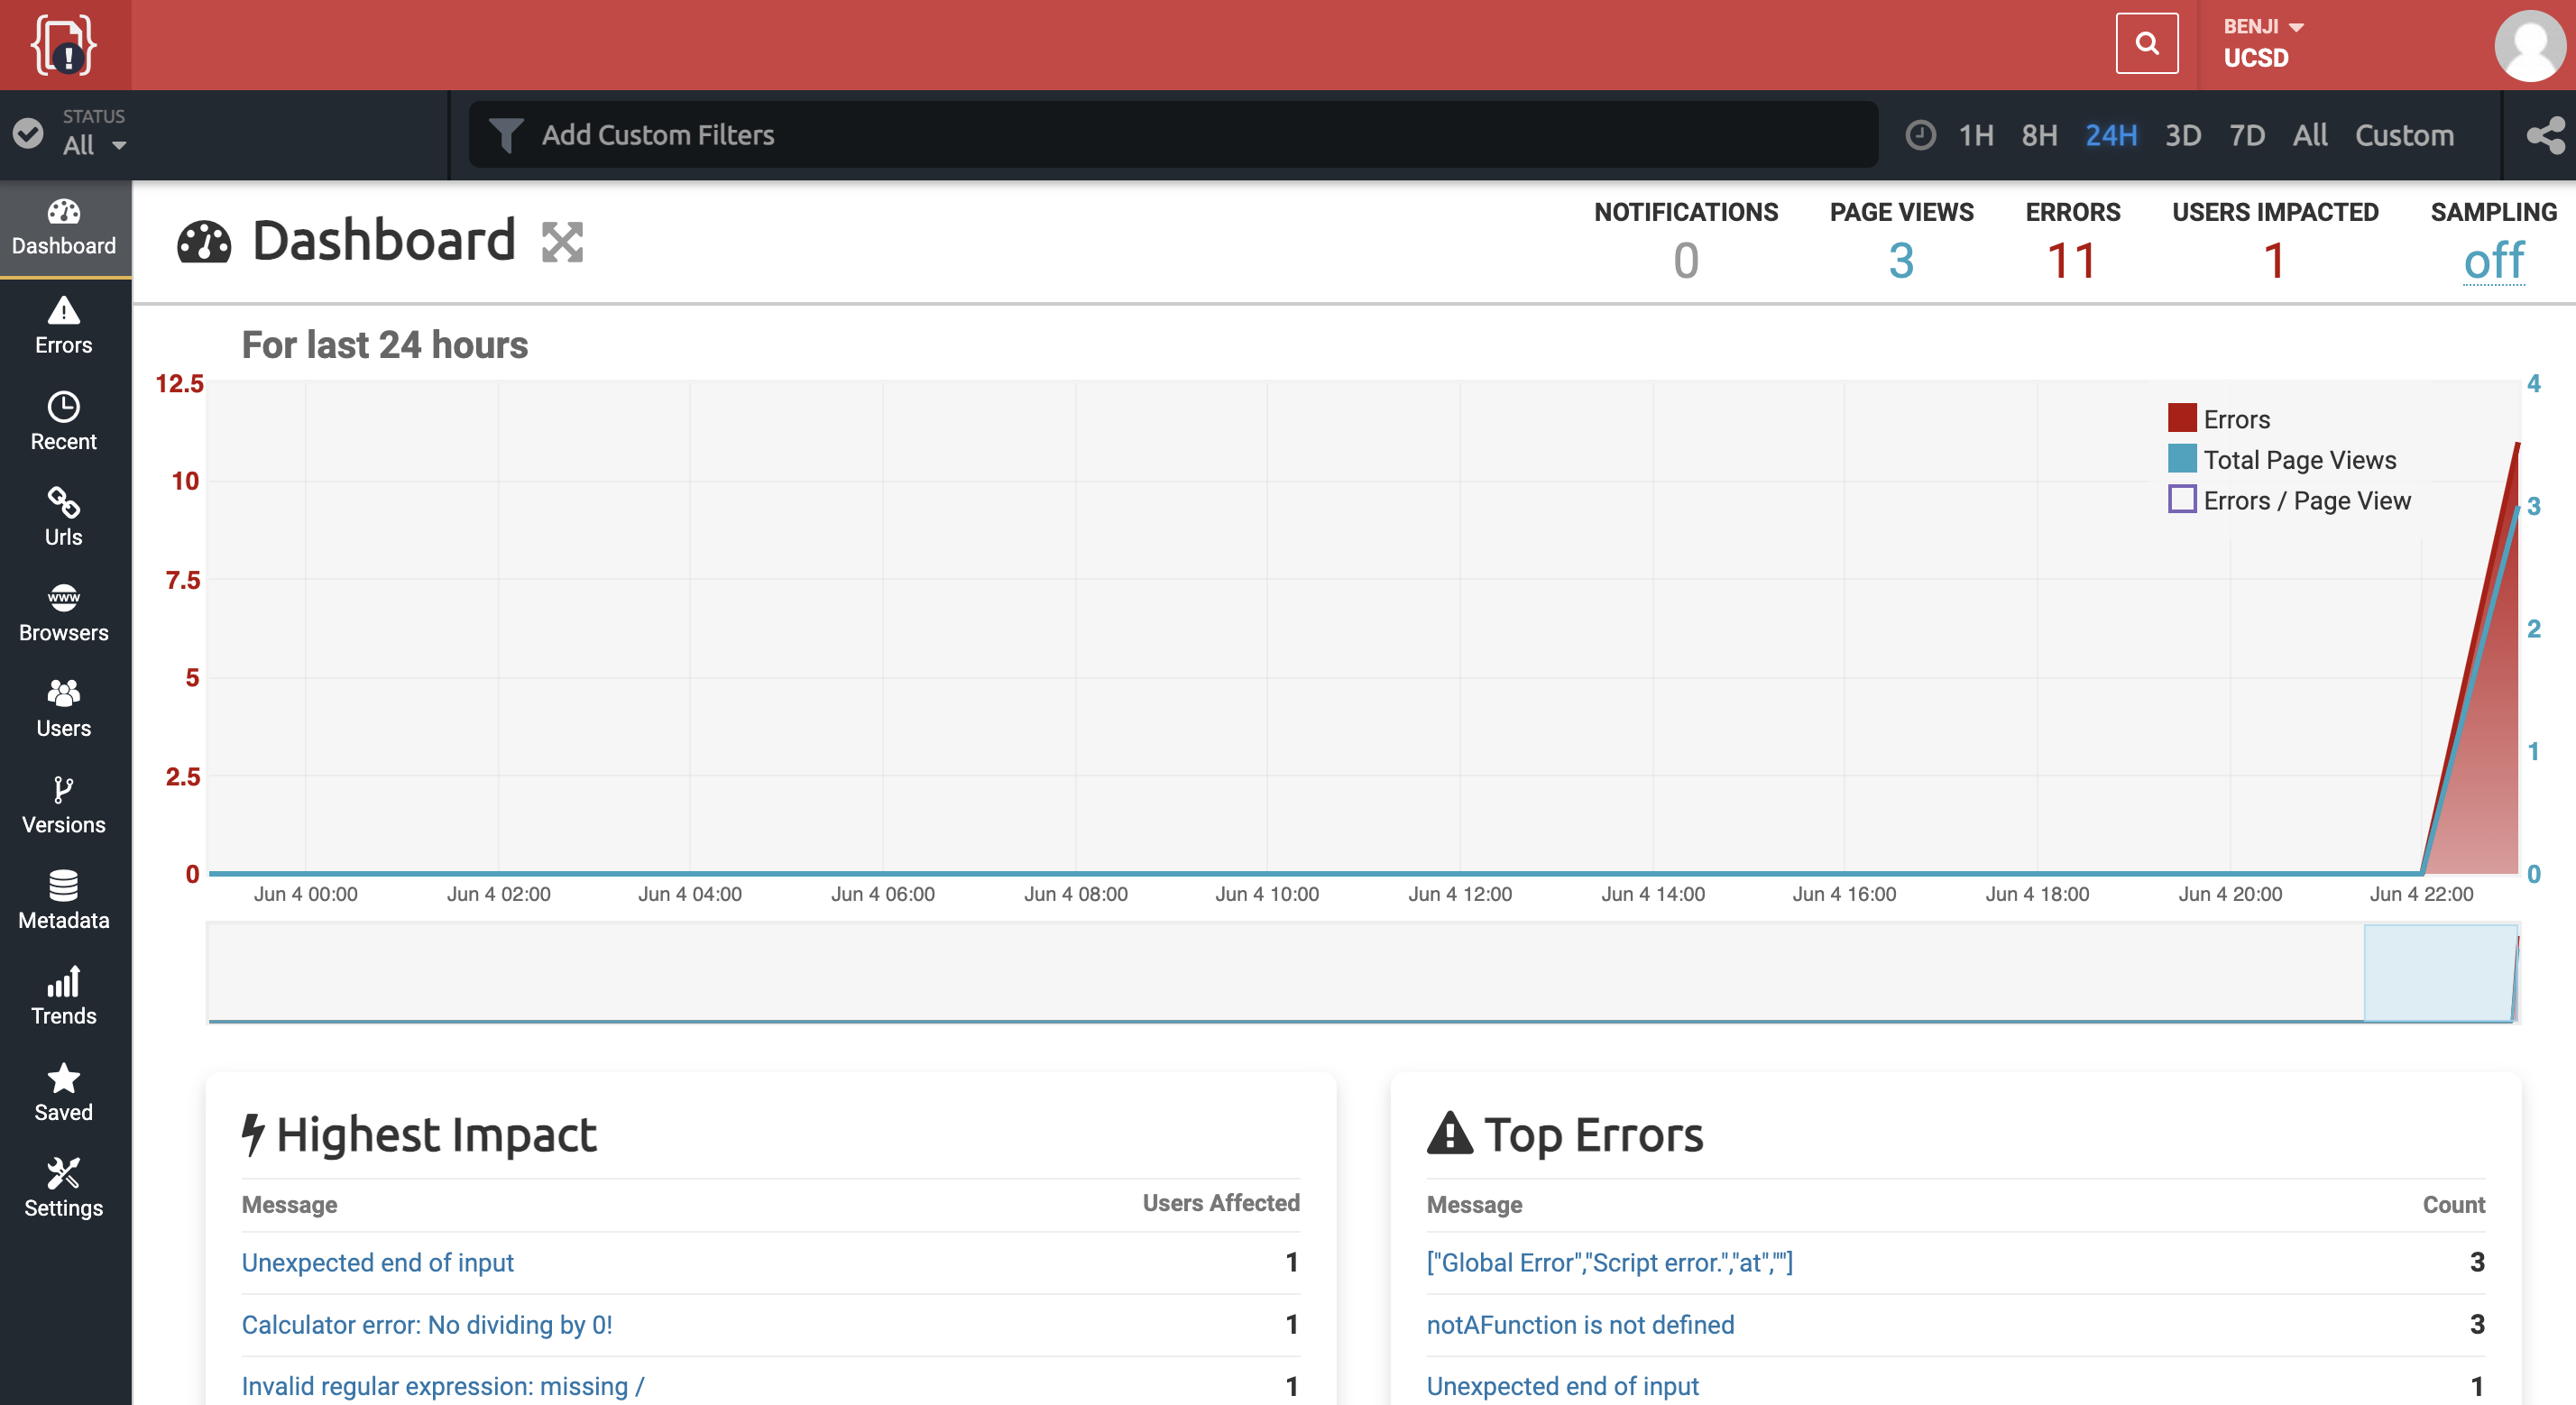 BENJI
UCSD
STATUS
All
Add Custom Filters
1H 8H 24H 3D 7D All Custom
Dashboard
Errors
Recent
Urls
WWW
Browsers
Users
Versions
Metadata
Trends
Saved
Settings
Dashboard
NOTIFICATIONS PAGE VIEWS ERRORS USERS IMPACTED SAMPLING
0 3 11 1 off
For last 24 hours
12.5
10
7.5
5
2.5
0
Errors
Total Page Views
Errors / Page View
4
3
2
1
0
Jun 4 00:00 Jun 4 02:00 Jun 4 04:00 Jun 4 06:00 Jun 4 08:00 Jun 4 10:00 Jun 4 12:00 Jun 4 14:00 Jun 4 16:00 Jun 4 18:00 Jun 4 20:00 Jun 4 22:00
Highest Impact
Message Users Affected
Unexpected end of input 1
Calculator error: No dividing by 0! 1
Invalid regular expression: missing / 1
Top Errors
Message Count
["Global Error","Script error.","at",""] 3
notAFunction is not defined 3
Unexpected end of input 1